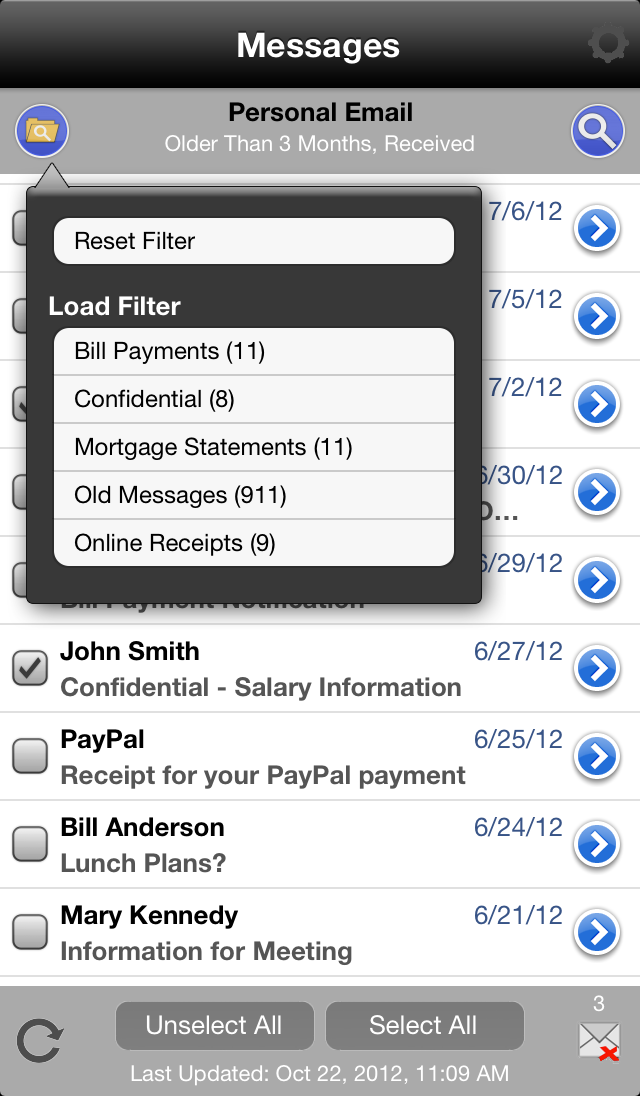 Messages
Personal Email
Older Than 3 Months, Received
7/6/12
Reset Filter
7/5/12
Load Filter
Bill Payments (11)
7/2/12
Confidential (8)
Mortgage Statements (11)
6/30/12
Old Messages (911)
O...
Online Receipts (9)
6/29/12
Bill Payment Notification
John Smith
6/27/12
Confidential - Salary Information
PayPal
6/25/12
Receipt for your PayPal payment
Bill Anderson
6/24/12
Lunch Plans?
Mary Kennedy
6/21/12
Information for Meeting
3
Unselect All
Select All
Last Updated: Oct 22, 2012, 11:09 AM